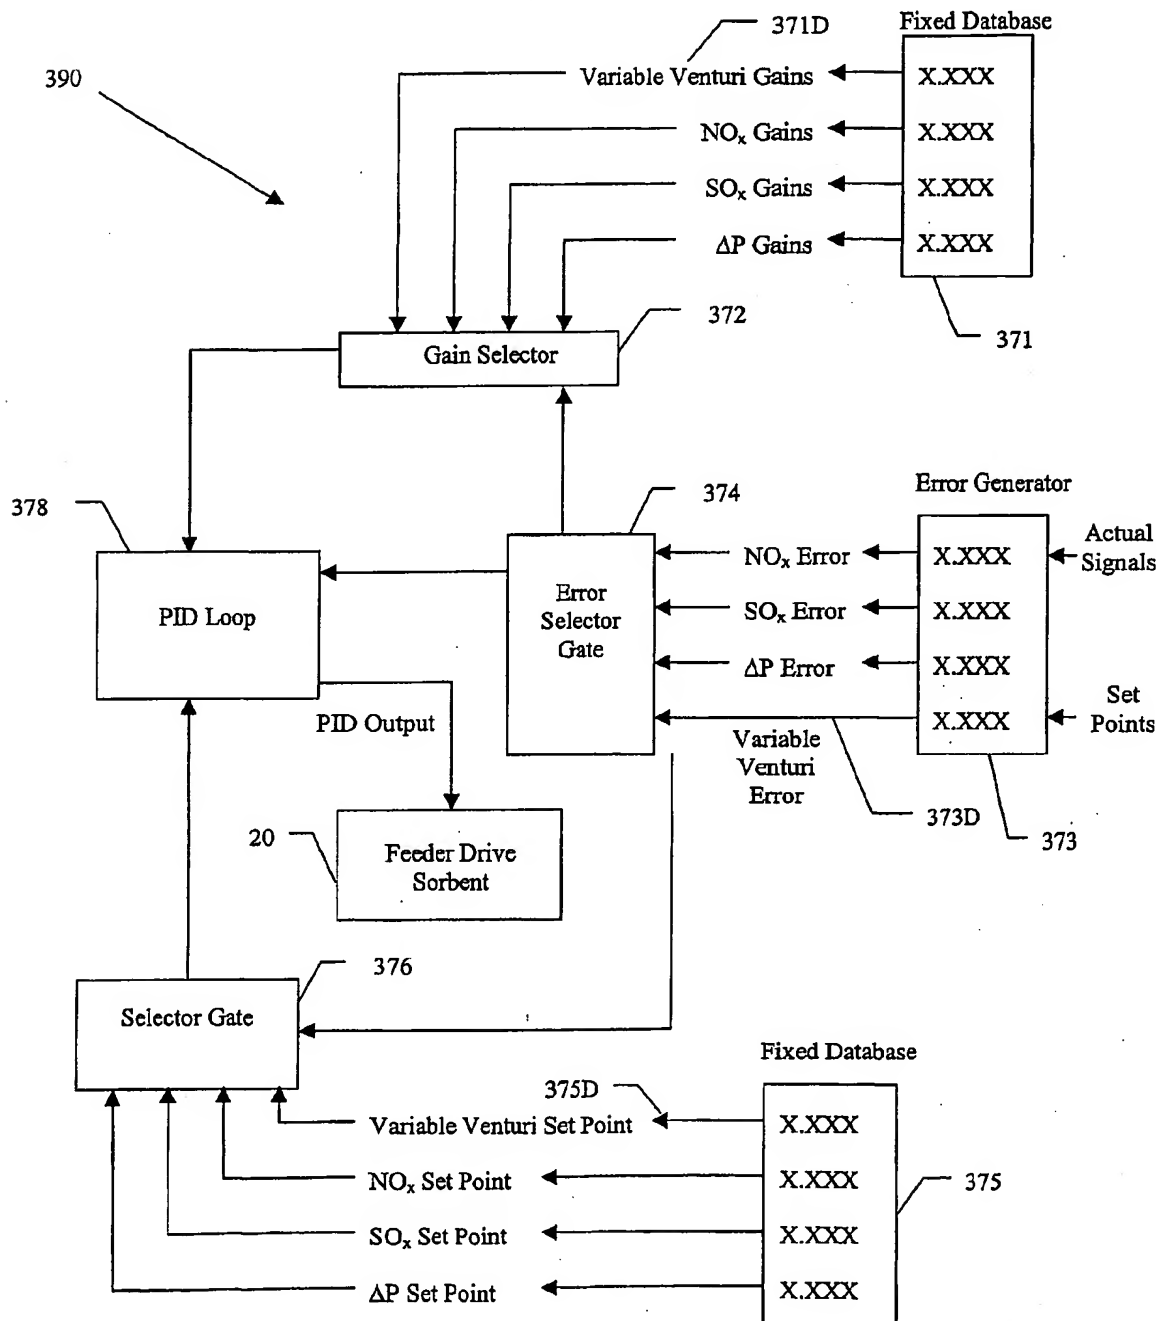 371D
Fixed Database
390
Variable Venturi Gains
X.XXX
NOx Gains
X.XXX
SOx Gains
X.XXX
ΔP Gains
X.XXX
372
371
Gain Selector
378
374
Error Generator
PID Loop
Error
Selector
Gate
NOx Error
X.XXX
Actual
Signals
SOx Error
X.XXX
ΔP Error
X.XXX
Set
Points
X.XXX
PID Output
Variable
Venturi
Error
373D
373
20
Feeder Drive
Sorbent
376
Selector Gate
Fixed Database
375D
Variable Venturi Set Point
X.XXX
NOx Set Point
X.XXX
375
SOx Set Point
X.XXX
ΔP Set Point
X.XXX